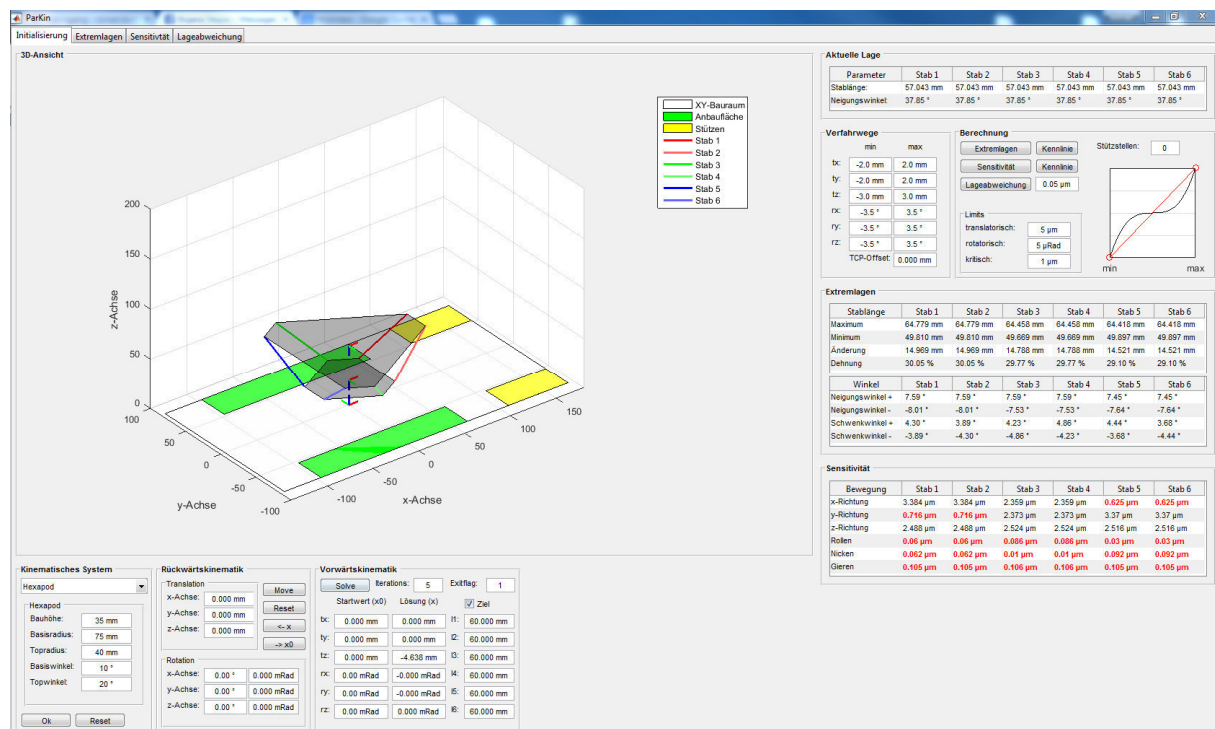 ParKin
Initialisierung Extremlagen Sensitivtät Lageabweichung
3D-Ansicht
XY-Bauraum
Anbaufläche
Stützen
Stab 1
Stab 2
Stab 3
Stab 4
Stab 5
Stab 6
200
150
100
50
0
z-Achse
100
50
0
-50
-100
y-Achse
-100
-50
0
50
100
150
x-Achse
Aktuelle Lage
Parameter Stab 1 Stab 2 Stab 3 Stab 4 Stab 5 Stab 6
Stablänge: 57.043 mm 57.043 mm 57.043 mm 57.043 mm 57.043 mm 57.043 mm
Neigungswinkel: 37.85 ° 37.85 ° 37.85 ° 37.85 ° 37.85 ° 37.85 °
Verfahrwege
min max
tx: -2.0 mm 2.0 mm
ty: -2.0 mm 2.0 mm
tz: -3.0 mm 3.0 mm
rx: -3.5 ° 3.5 °
ry: -3.5 ° 3.5 °
rz: -3.5 ° 3.5 °
TCP-Offset: 0.000 mm
Berechnung
Extremlagen Kennlinie Stützstellen: 0
Sensitivität Kennlinie
Lageabweichung 0.05 µm
Limits
translatorisch: 5 µm
rotatorisch: 5 µRad
kritisch: 1 µm
min max
Extremlagen
Stablänge Stab 1 Stab 2 Stab 3 Stab 4 Stab 5 Stab 6
Maximum 64.779 mm 64.779 mm 64.458 mm 64.458 mm 64.418 mm 64.418 mm
Minimum 49.810 mm 49.810 mm 49.669 mm 49.669 mm 49.897 mm 49.897 mm
Änderung 14.969 mm 14.969 mm 14.788 mm 14.788 mm 14.521 mm 14.521 mm
Dehnung 30.05 % 30.05 % 29.77 % 29.77 % 29.10 % 29.10 %
Winkel Stab 1 Stab 2 Stab 3 Stab 4 Stab 5 Stab 6
Neigungswinkel + 7.59 ° 7.59 ° 7.59 ° 7.59 ° 7.45 ° 7.45 °
Neigungswinkel - -8.01 ° -8.01 ° -7.53 ° -7.53 ° -7.64 ° -7.64 °
Schwenkwinkel + 4.30 ° 3.89 ° 4.23 ° 4.86 ° 4.44 ° 3.68 °
Schwenkwinkel - -3.89 ° -4.30 ° -4.86 ° -4.23 ° -3.68 ° -4.44 °
Sensitivität
Bewegung Stab 1 Stab 2 Stab 3 Stab 4 Stab 5 Stab 6
x-Richtung 3.384 µm 3.384 µm 2.359 µm 2.359 µm 0.625 µm 0.625 µm
y-Richtung 0.716 µm 0.716 µm 2.373 µm 2.373 µm 3.37 µm 3.37 µm
z-Richtung 2.488 µm 2.488 µm 2.524 µm 2.524 µm 2.516 µm 2.516 µm
Rollen 0.06 µm 0.06 µm 0.086 µm 0.086 µm 0.03 µm 0.03 µm
Nicken 0.062 µm 0.062 µm 0.01 µm 0.01 µm 0.092 µm 0.092 µm
Gieren 0.105 µm 0.105 µm 0.106 µm 0.106 µm 0.105 µm 0.105 µm
Kinematisches System
Hexapod
Hexapod
Bauhöhe: 35 mm
Basisradius: 75 mm
Topradius: 40 mm
Basiswinkel: 10 °
Topwinkel: 20 °
Ok Reset
Rückwärtskinematik
Translation
x-Achse: 0.000 mm
y-Achse: 0.000 mm
z-Achse: 0.000 mm
Move
Reset
<- x
-> x0
Rotation
x-Achse: 0.00 ° 0.000 mRad
y-Achse: 0.00 ° 0.000 mRad
z-Achse: 0.00 ° 0.000 mRad
Vorwärtskinematik
Solve Iterations: 5 Exitflag: 1
Startwert (x0) Lösung (x) Ziel
tx: 0.000 mm 0.000 mm l1: 60.000 mm
ty: 0.000 mm 0.000 mm l2: 60.000 mm
tz: 0.000 mm -4.638 mm l3: 60.000 mm
rx: 0.00 mRad -0.000 mRad l4: 60.000 mm
ry: 0.00 mRad -0.000 mRad l5: 60.000 mm
rz: 0.00 mRad 0.000 mRad l6: 60.000 mm